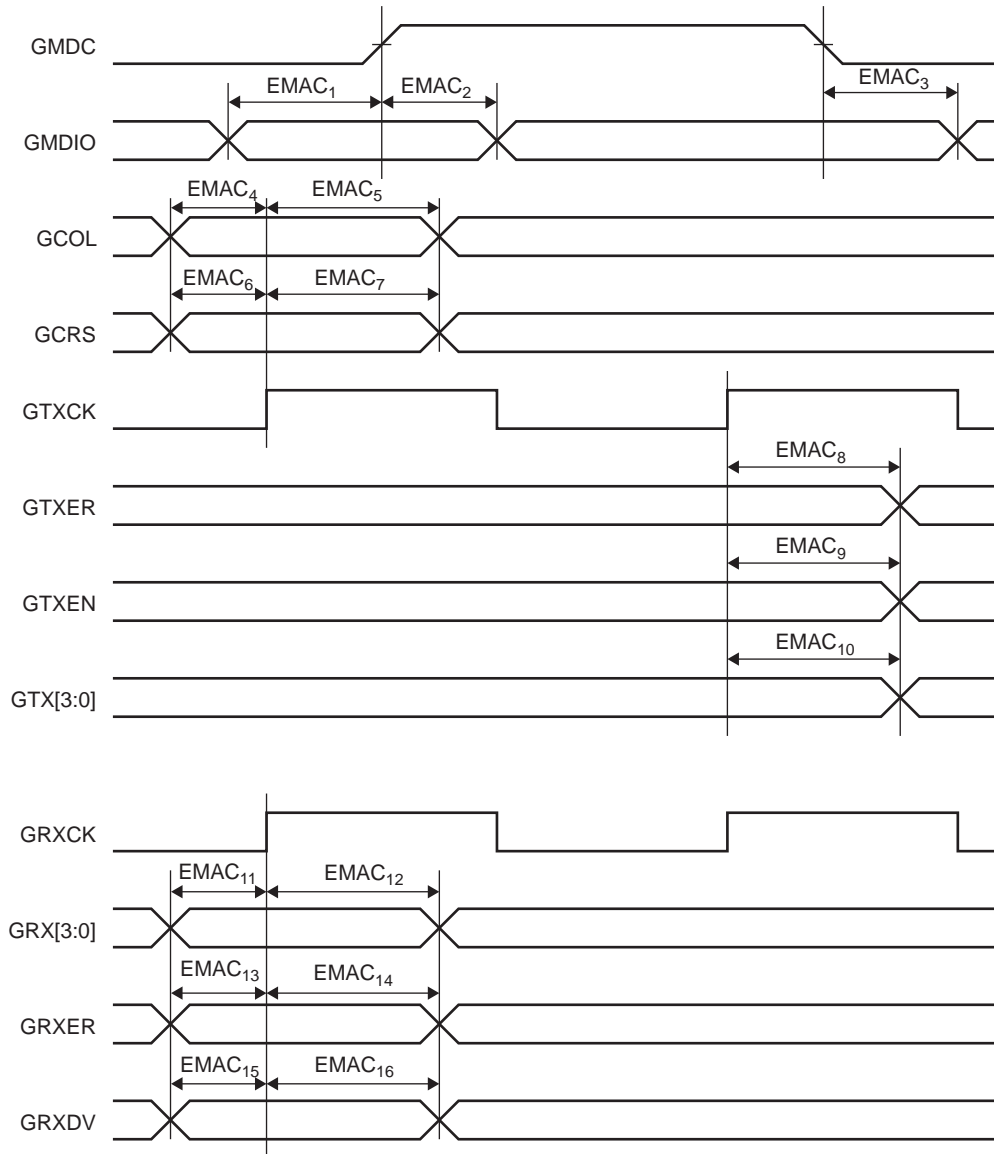 GMDC
EMAC1 EMAC2 EMAC3
GMDIO
EMAC4 EMAC5
GCOL
EMAC6 EMAC7
GCRS
GTXCK
EMAC8
GTXER
EMAC9
GTXEN
EMAC10
GTX[3:0]
GRXCK
EMAC11 EMAC12
GRX[3:0]
EMAC13 EMAC14
GRXER
EMAC15 EMAC16
GRXDV